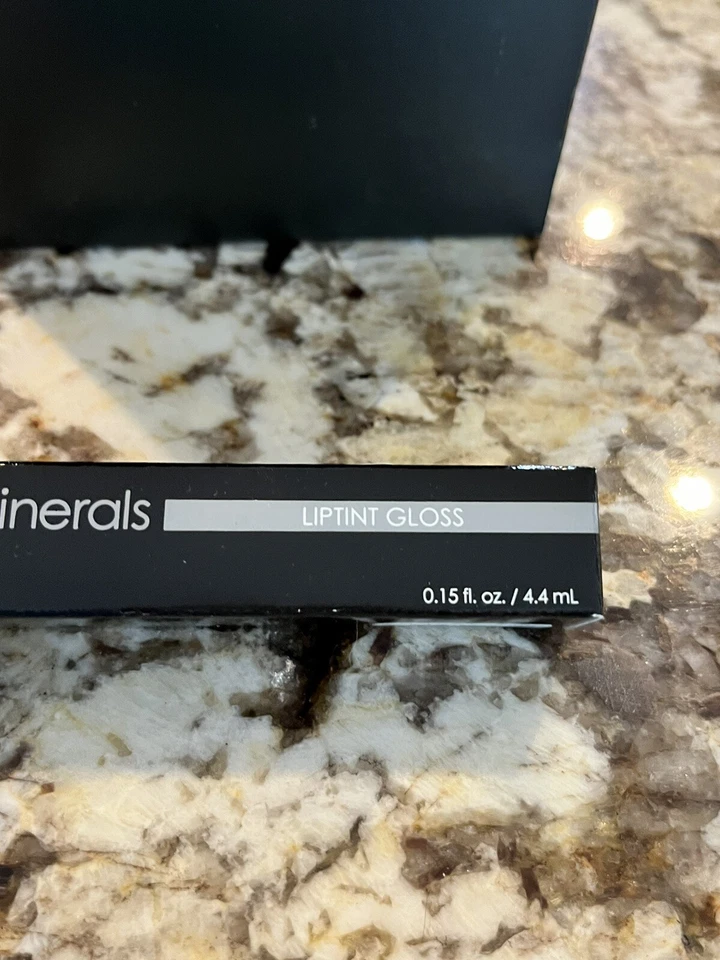 inerals
LIPTINT GLOSS
0.15 fl. oz. / 4.4 mL